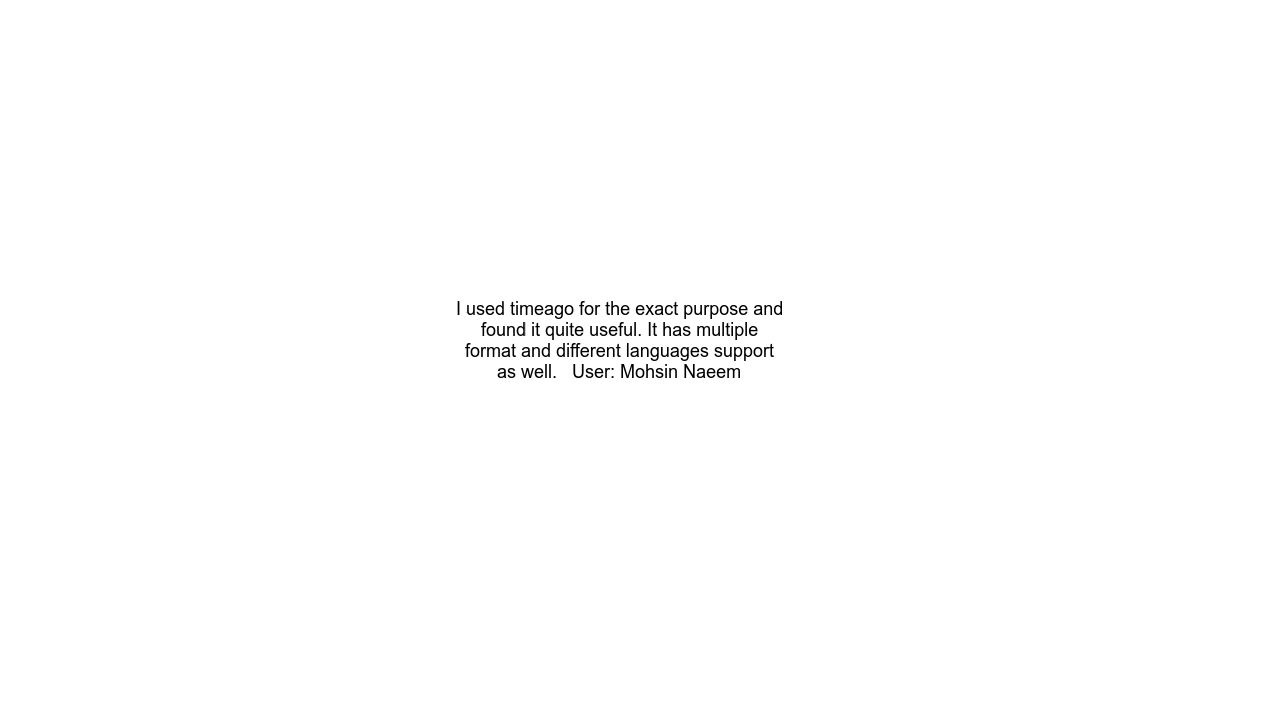 I used timeago for the exact purpose and
found it quite useful. It has multiple
format and different languages support
as well.   User: Mohsin Naeem